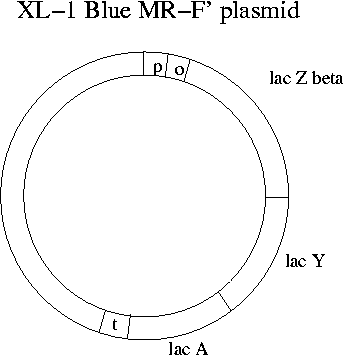 XL-1 Blue MR-F' plasmid
p o
lac Z beta
lac Y
t
lac A